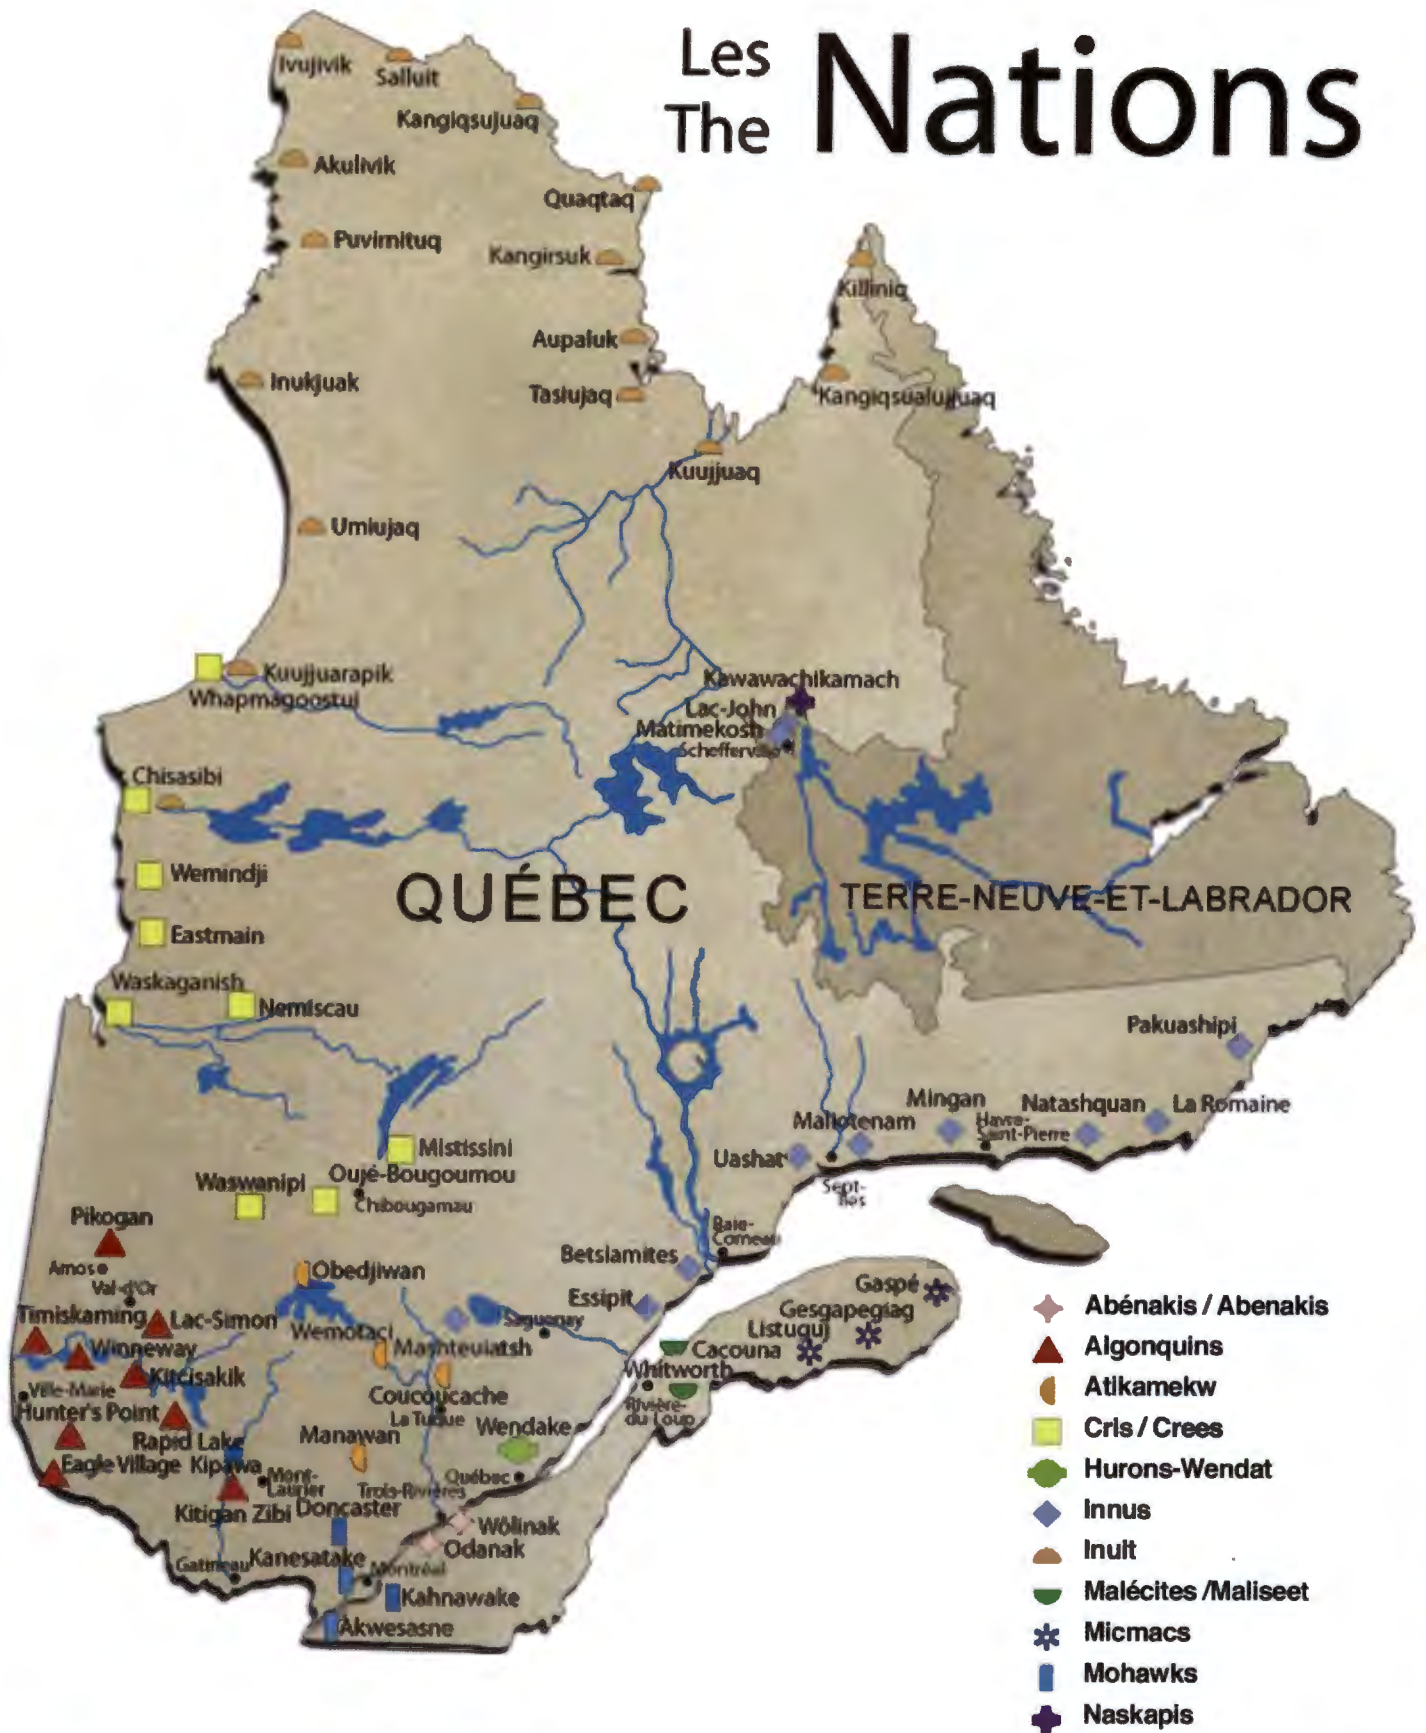 Les
The
Nations
Ivujivik
Salluit
Kangiqsujuaq
Akulivik
Quaqtaq
Puvirnituq
Kangirsuk
Killiniq
Aupaluk
Inukjuak
Tasiujaq
Kangiqsualujjuaq
Kuujjuaq
Umiujaq
Kuujjuarapik
Whapmagoostui
Kawawachikamach
Lac-John
Matimekosh
Schefferville
Chisasibi
Wemindji
QUÉBEC
TERRE-NEUVE-ET-LABRADOR
Eastmain
Waskaganish
Nemiscau
Pakuashipi
Mingan
Natashquan
La Romaine
Maliotenam
Havre-
Saint-Pierre
Mistissini
Uashat
Oujé-Bougoumou
Waswanipi
Sept-
Îles
Chibougamau
Pikogan
Baie-
Comeau
Betsiamites
Amos
Obedjiwan
Val-d'Or
Gaspé
Essipit
Gesgapegiag
Timiskaming
Lac-Simon
Saguenay
Listuguj
Wemotaci
Mashteuiatsh
Winneway
Cacouna
Kitcisakik
Whitworth
Ville-Marie
Coucoucache
Hunter's Point
La Tuque
Rivière-
du Loup
Wendake
Rapid Lake
Manawan
Eagle Village Kipawa
Mont-
Laurier
Québec
Trois-Rivières
Kitigan Zibi
Doncaster
Wôlinak
Odanak
Gatineau
Kanesatake
Montréal
Kahnawake
Akwesasne
Abénakis / Abenakis
Algonquins
Atikamekw
Cris / Crees
Hurons-Wendat
Innus
Inuit
Malécites /Maliseet
Micmacs
Mohawks
Naskapis